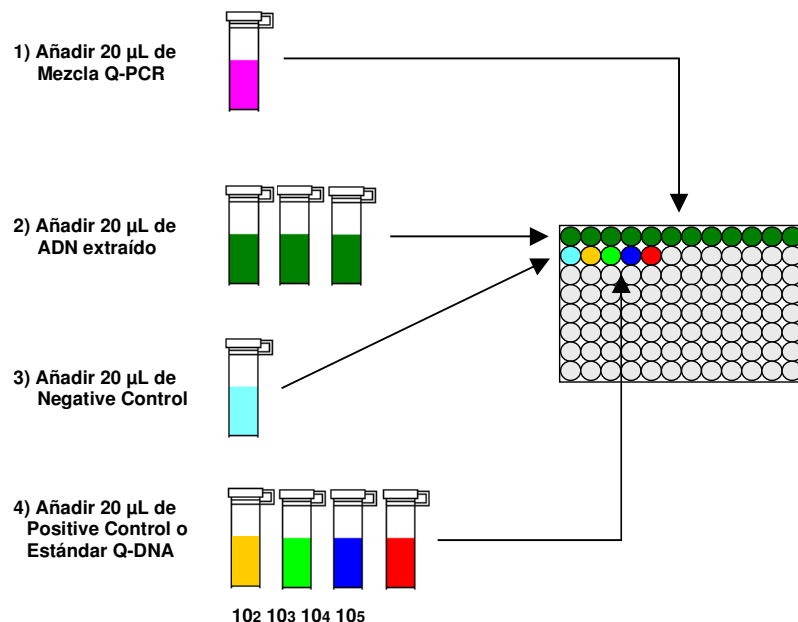 1) Añadir 20 µL de
Mezcla Q-PCR
2) Añadir 20 µL de
ADN extraído
3) Añadir 20 µL de
Negative Control
4) Añadir 20 µL de
Positive Control o
Estándar Q-DNA
102 103 104 105